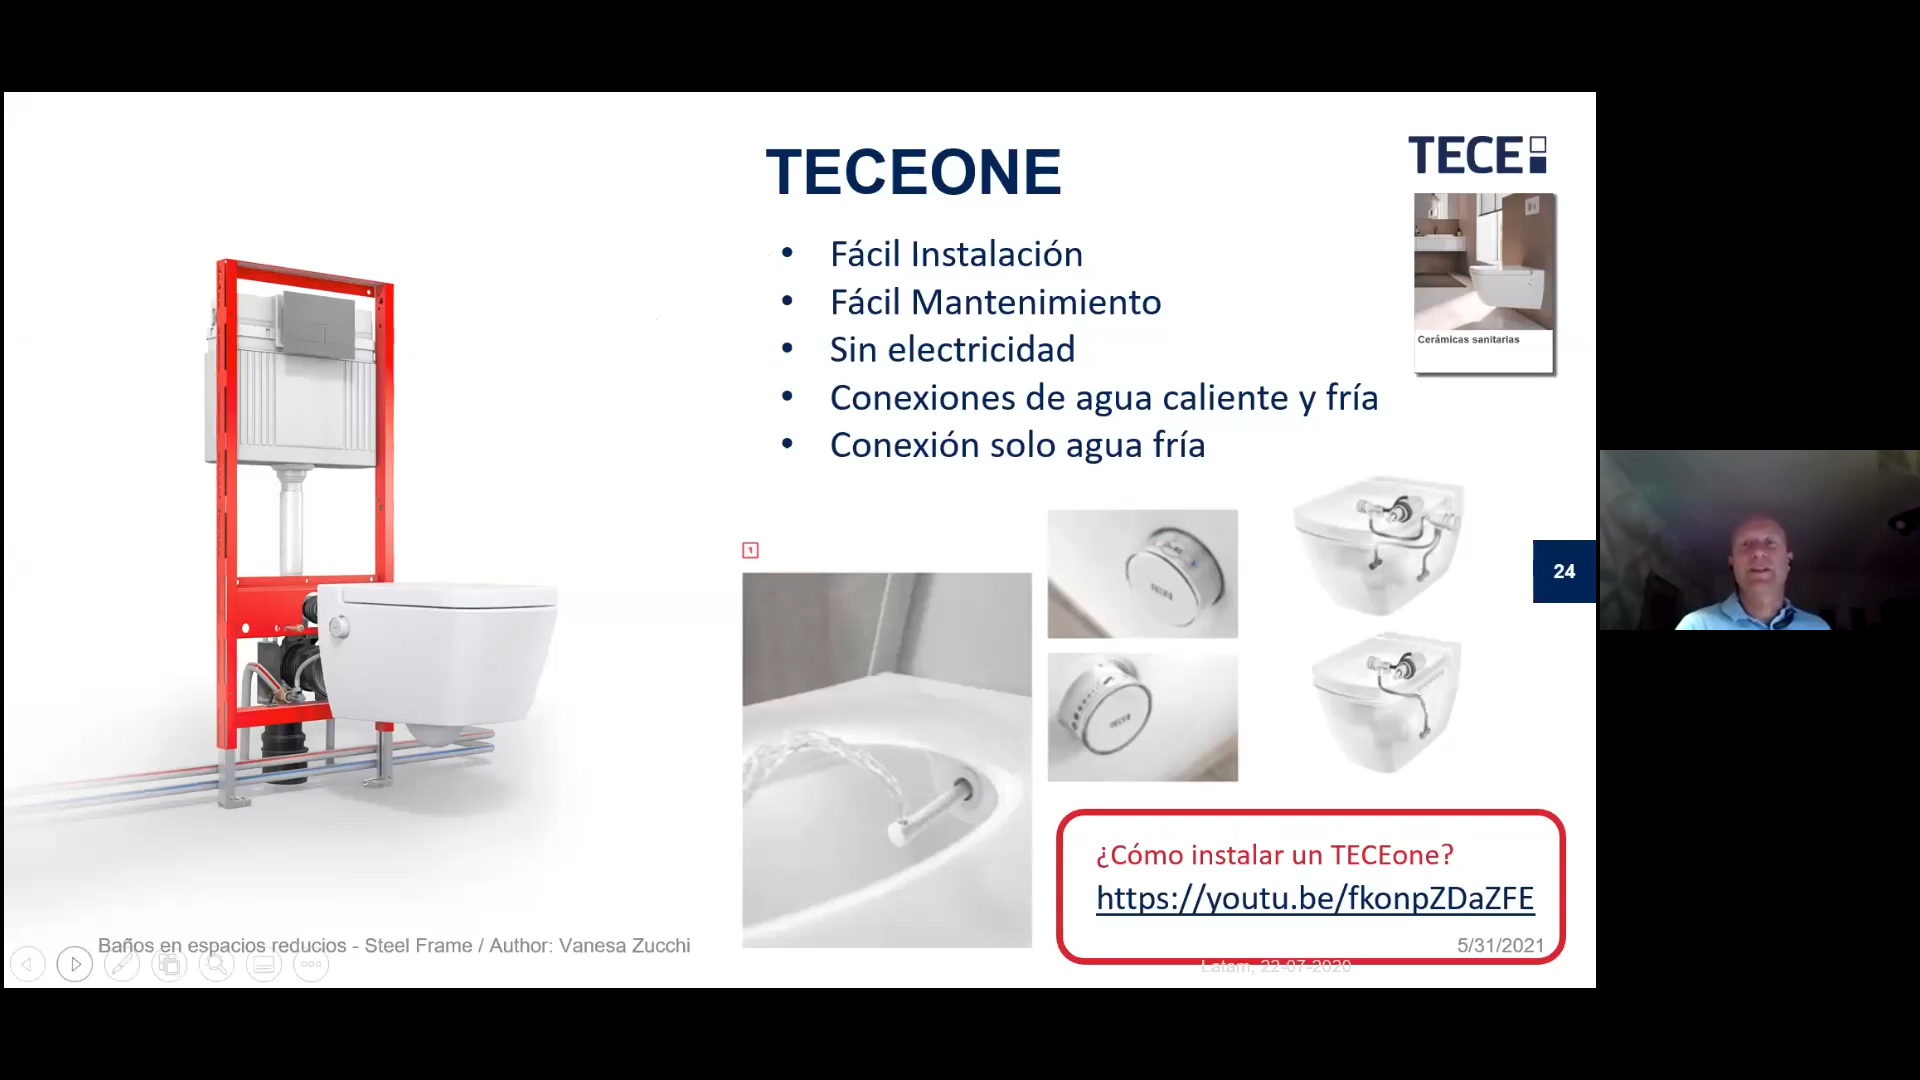 TECEONE
TECE
• Fácil Instalación
• Fácil Mantenimiento
• Sin electricidad
• Conexiones de agua caliente y fría
• Conexión solo agua fría
Cerámicas sanitarias
24
1
¿Cómo instalar un TECEone?
https://youtu.be/fkonpZDaZFE
5/31/2021
Baños en espacios reducios - Steel Frame / Author: Vanesa Zucchi
Latam, 22-07-2020